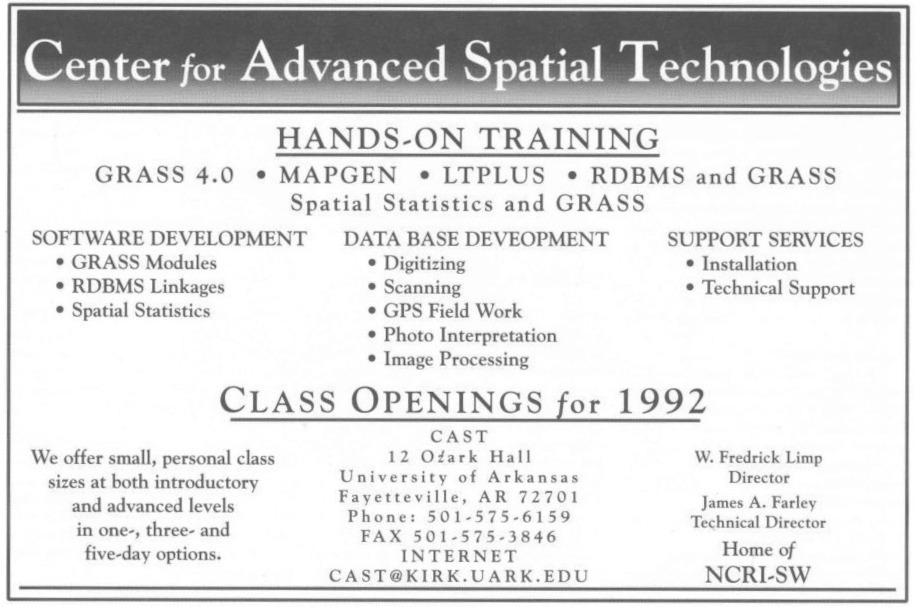 Center for Advanced Spatial Technologies
HANDS-ON TRAINING
GRASS 4.0 • MAPGEN • LTPLUS • RDBMS and GRASS
Spatial Statistics and GRASS
SOFTWARE DEVELOPMENT
• GRASS Modules
• RDBMS Linkages
• Spatial Statistics
DATA BASE DEVEOPMENT
• Digitizing
• Scanning
• GPS Field Work
• Photo Interpretation
• Image Processing
SUPPORT SERVICES
• Installation
• Technical Support
CLASS OPENINGS for 1992
We offer small, personal class
sizes at both introductory
and advanced levels
in one-, three- and
five-day options.
CAST
12 Ozark Hall
University of Arkansas
Fayetteville, AR 72701
Phone: 501-575-6159
FAX 501-575-3846
INTERNET
CAST@KIRK.UARK.EDU
W. Fredrick Limp
Director
James A. Farley
Technical Director
Home of
NCRI-SW